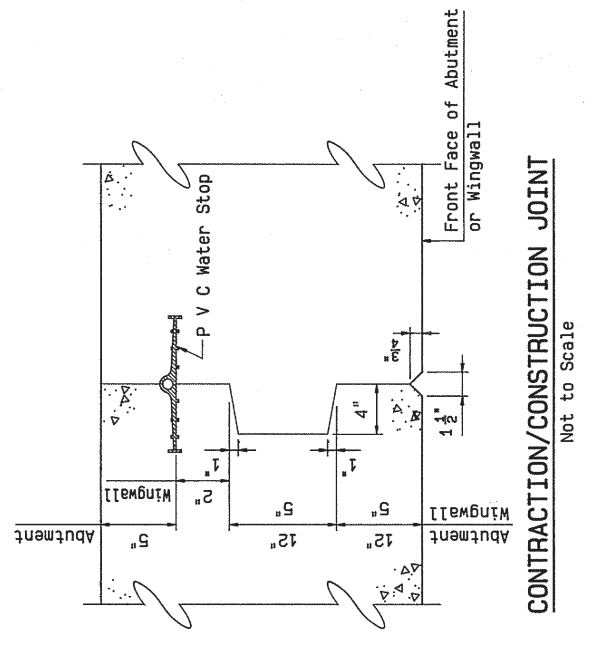 P V C Water Stop
Front Face of Abutment
or Wingwall
Abutment
Wingwall
5"
2"
1"
12"
5"
1"
4"
12"
5"
Abutment
Wingwall
3/4"
1 1/2"
CONTRACTION/CONSTRUCTION JOINT
Not to Scale